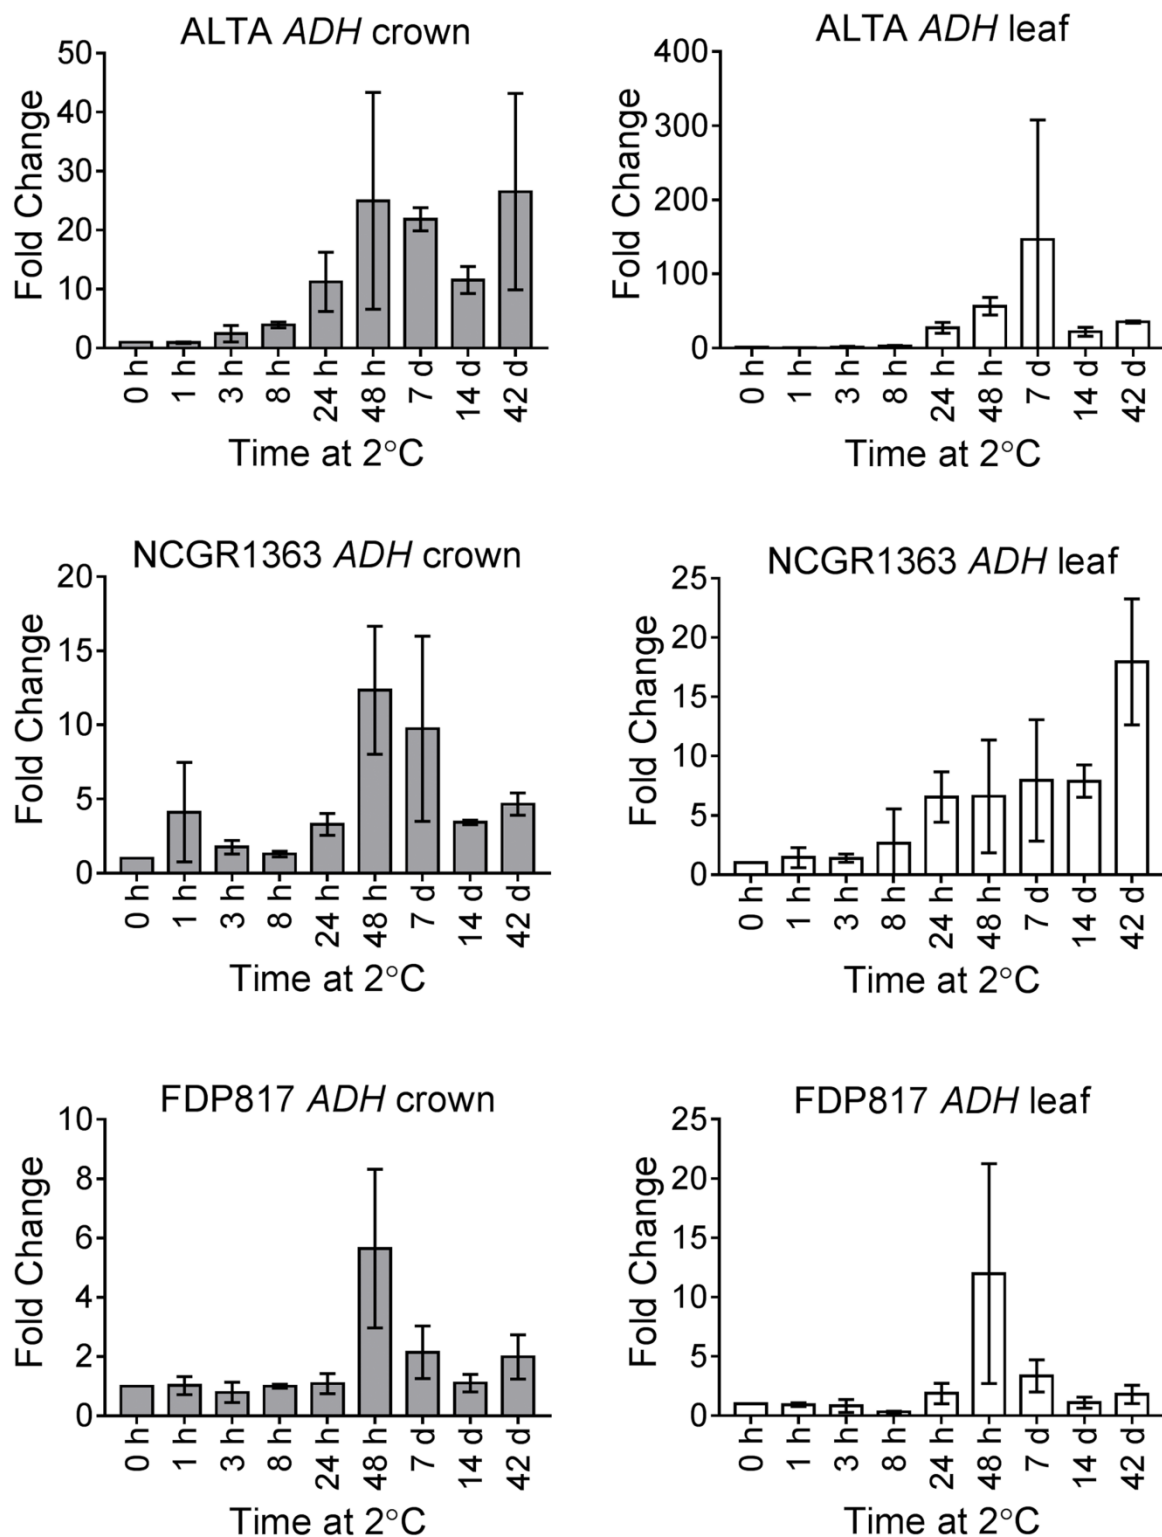 ALTA ADH crown
Fold Change
50
40
30
20
10
0
0 h
1 h
3 h
8 h
24 h
48 h
7 d
14 d
42 d
Time at 2°C
ALTA ADH leaf
Fold Change
400
300
200
100
0
0 h
1 h
3 h
8 h
24 h
48 h
7 d
14 d
42 d
Time at 2°C
NCGR1363 ADH crown
Fold Change
20
15
10
5
0
0 h
1 h
3 h
8 h
24 h
48 h
7 d
14 d
42 d
Time at 2°C
NCGR1363 ADH leaf
Fold Change
25
20
15
10
5
0
0 h
1 h
3 h
8 h
24 h
48 h
7 d
14 d
42 d
Time at 2°C
FDP817 ADH crown
Fold Change
10
8
6
4
2
0
0 h
1 h
3 h
8 h
24 h
48 h
7 d
14 d
42 d
Time at 2°C
FDP817 ADH leaf
Fold Change
25
20
15
10
5
0
0 h
1 h
3 h
8 h
24 h
48 h
7 d
14 d
42 d
Time at 2°C